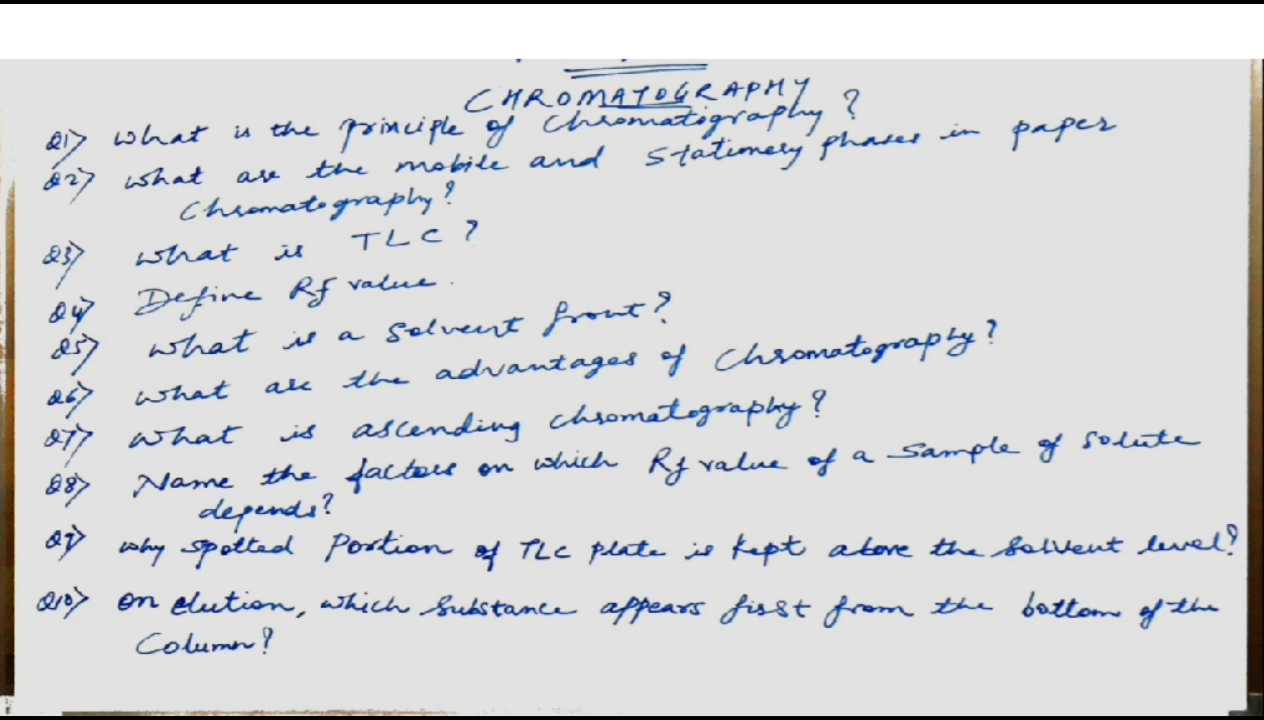 CHROMATOGRAPHY
Q1) What is the principle of Chromatography?
Q2) What are the mobile and stationery phases in paper
Chromatography?
Q3) What is TLC?
Q4) Define Rf value.
Q5) What is a Solvent front?
Q6) What are the advantages of Chromatography?
Q7) What is ascending chromatography?
Q8) Name the factors on which Rf value of a sample of solute
depends?
Q9) Why spotted portion of TLC plate is kept above the solvent level?
Q10) On elution, which substance appears first from the bottom of the
Column?